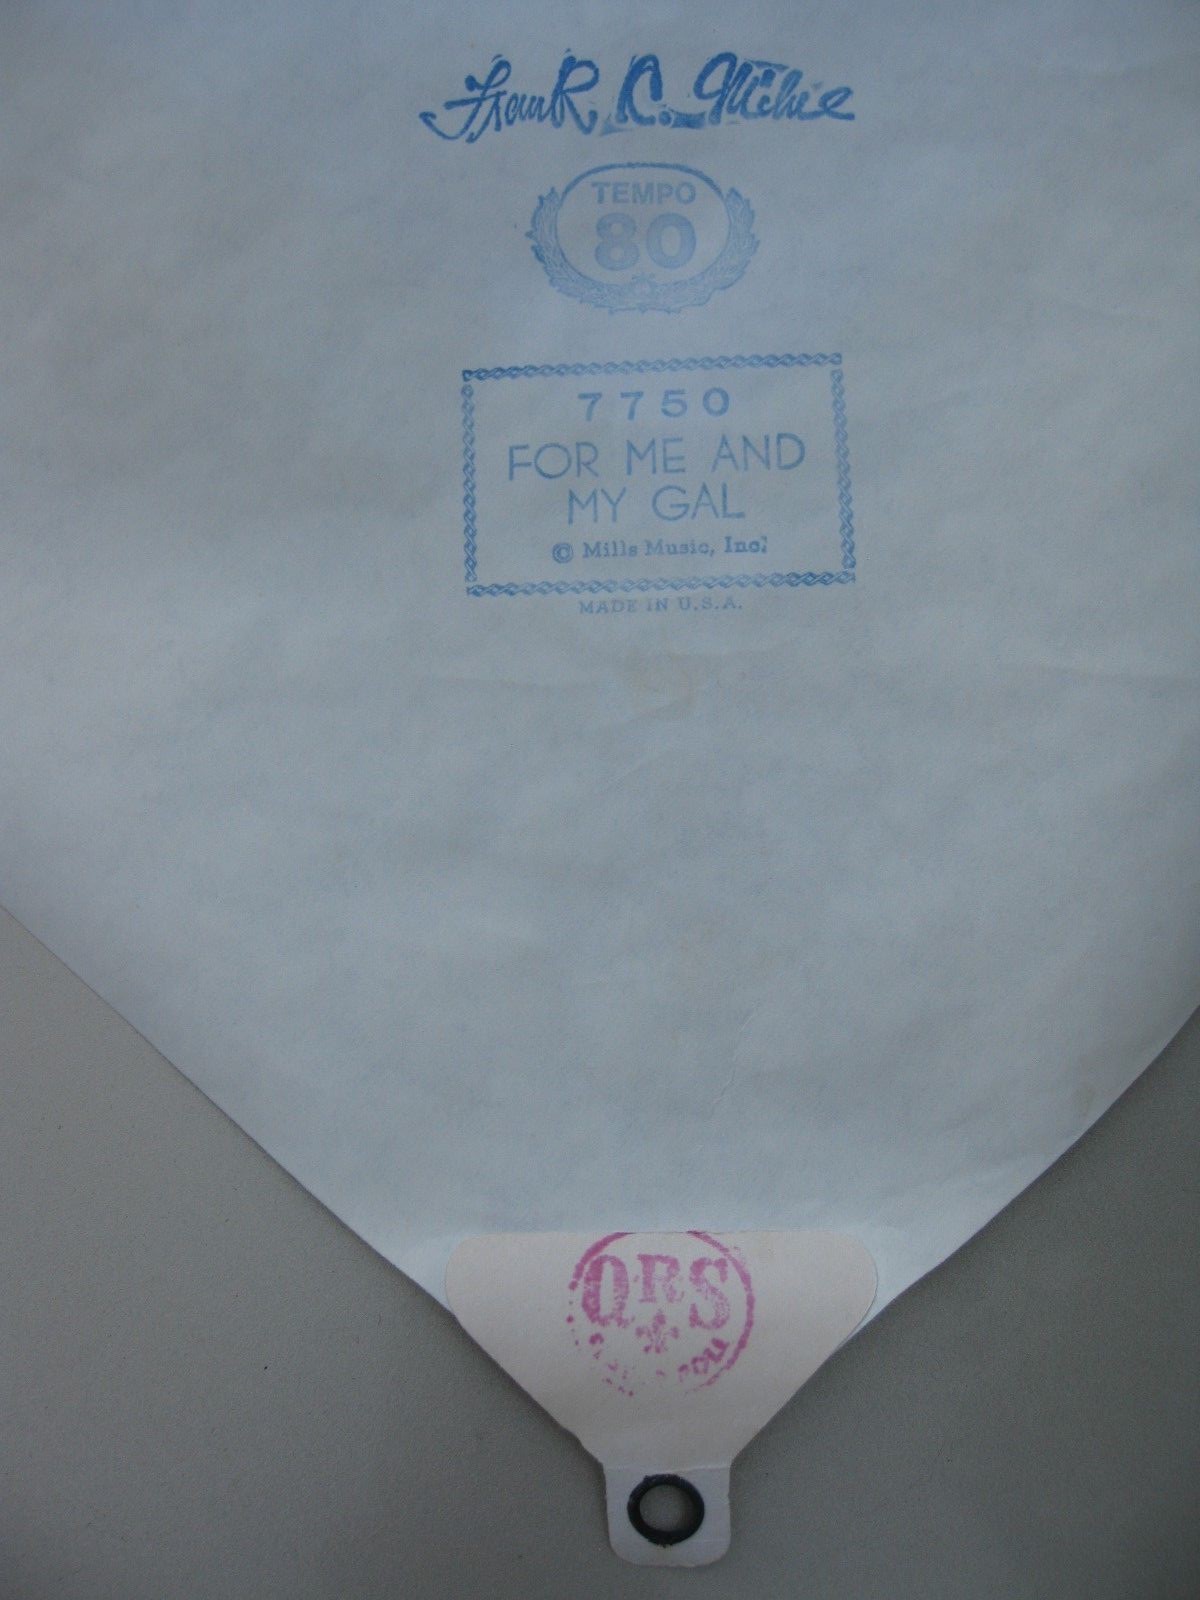 Frank C. Milne
TEMPO
80
7750
FOR ME AND
MY GAL
© Mills Music, Inc.
MADE IN U.S.A.
QRS